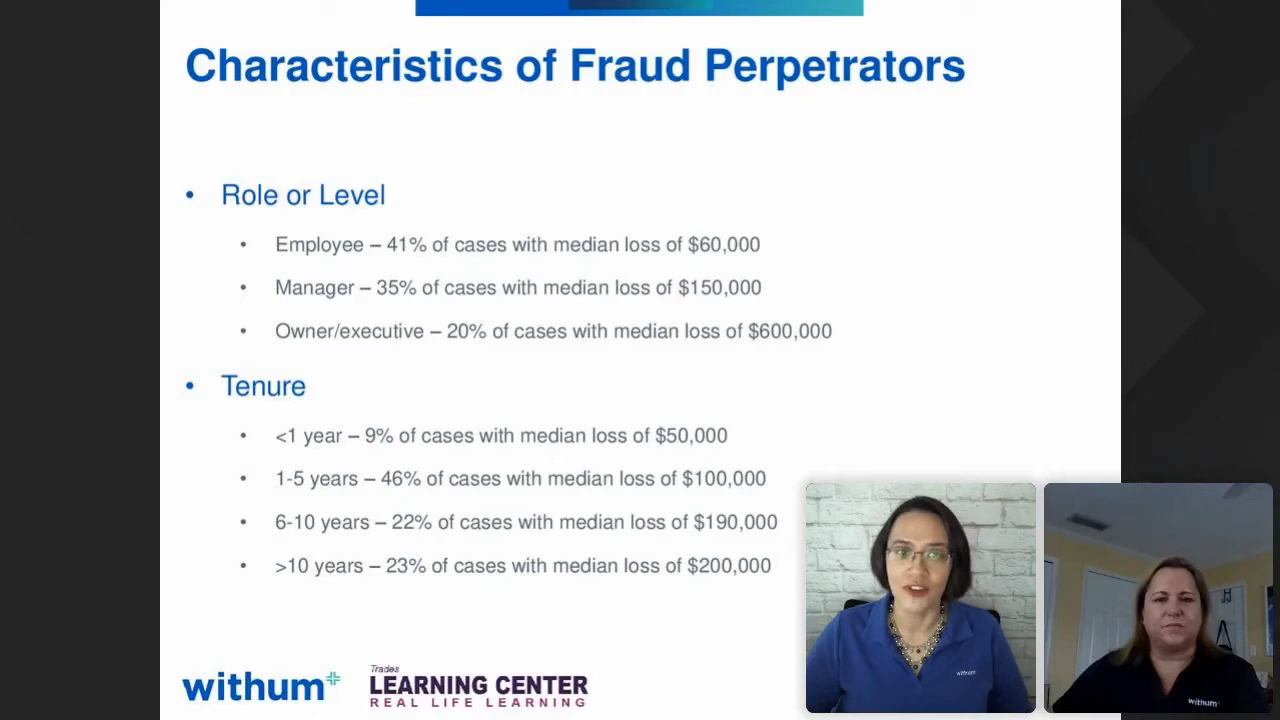 Characteristics of Fraud Perpetrators
• Role or Level
• Employee – 41% of cases with median loss of $60,000
• Manager – 35% of cases with median loss of $150,000
• Owner/executive – 20% of cases with median loss of $600,000
• Tenure
• <1 year – 9% of cases with median loss of $50,000
• 1-5 years – 46% of cases with median loss of $100,000
• 6-10 years – 22% of cases with median loss of $190,000
• >10 years – 23% of cases with median loss of $200,000
withum
Trades
LEARNING CENTER
REAL LIFE LEARNING
withum
withum